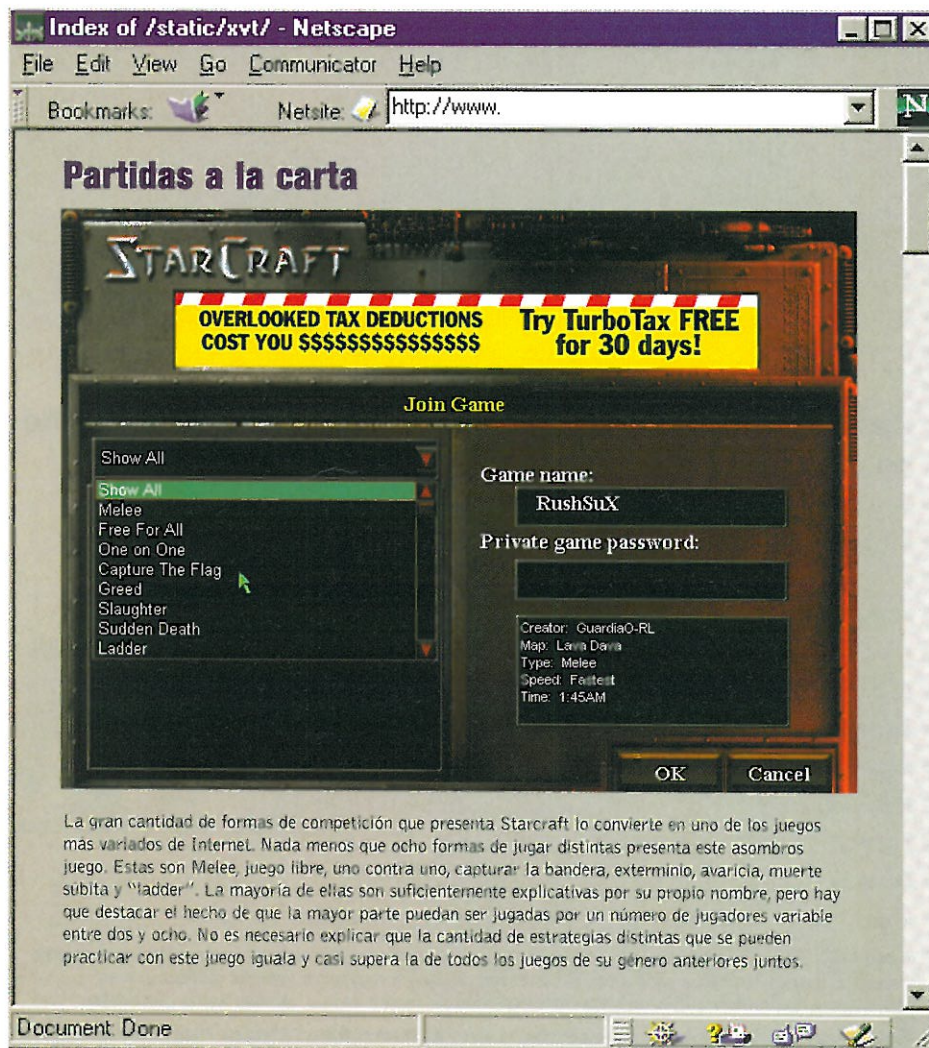 Index of /static/xvt/ - Netscape
File Edit View Go Communicator Help
Bookmarks: Netsite: http://www. N
Partidas a la carta
STARCRAFT
OVERLOOKED TAX DEDUCTIONS
COST YOU $$$$$$$$$$$$$$$
Try TurboTax FREE
for 30 days!
Join Game
Show All
Show All
Melee
Free For All
One on One
Capture The Flag
Greed
Slaughter
Sudden Death
Ladder
Game name:
RushSuX
Private game password:
Creator: GuardiaO-RL
Map: Lava Dava
Type: Melee
Speed: Fastest
Time: 1:45AM
OK Cancel
La gran cantidad de formas de competición que presenta Starcraft lo convierte en uno de los juegos
más variados de Internet. Nada menos que ocho formas de jugar distintas presenta este asombros
juego. Estas son Melee, juego libre, uno contra uno, capturar la bandera, exterminio, avaricia, muerte
súbita y "ladder". La mayoría de ellas son suficientemente explicativas por su propio nombre, pero hay
que destacar el hecho de que la mayor parte puedan ser jugadas por un número de jugadores variable
entre dos y ocho. No es necesario explicar que la cantidad de estrategias distintas que se pueden
practicar con este juego iguala y casi supera la de todos los juegos de su género anteriores juntos.
Document: Done